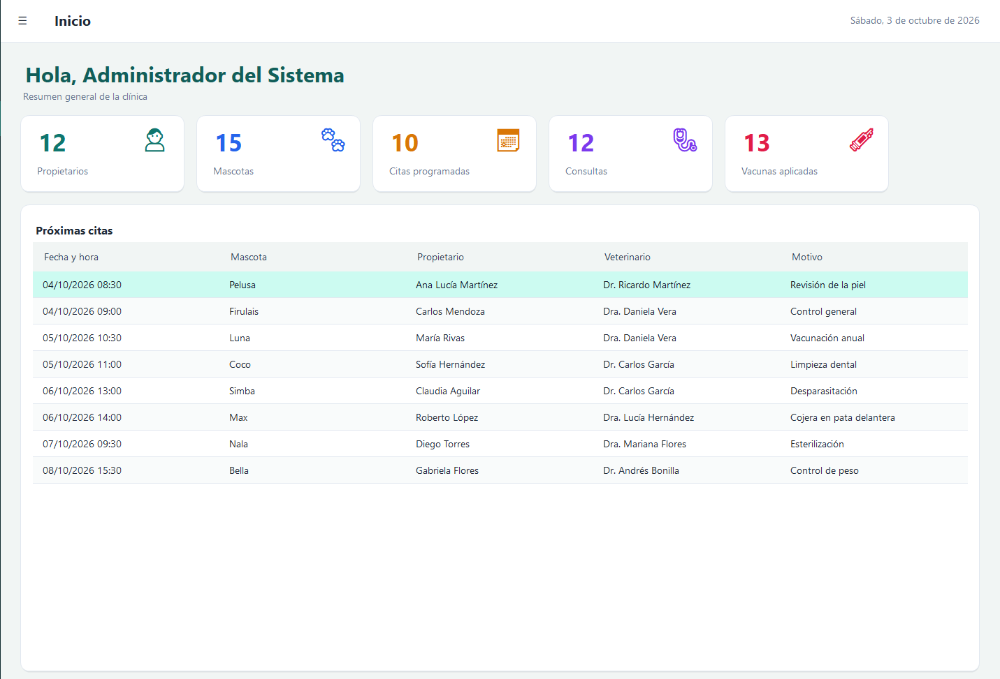 ☰ Inicio Sábado, 3 de octubre de 2026
Hola, Administrador del Sistema
Resumen general de la clínica
12
Propietarios
15
Mascotas
10
Citas programadas
12
Consultas
13
Vacunas aplicadas
Próximas citas
Fecha y hora Mascota Propietario Veterinario Motivo
04/10/2026 08:30 Pelusa Ana Lucía Martínez Dr. Ricardo Martínez Revisión de la piel
04/10/2026 09:00 Firulais Carlos Mendoza Dra. Daniela Vera Control general
05/10/2026 10:30 Luna María Rivas Dra. Daniela Vera Vacunación anual
05/10/2026 11:00 Coco Sofía Hernández Dr. Carlos García Limpieza dental
06/10/2026 13:00 Simba Claudia Aguilar Dr. Carlos García Desparasitación
06/10/2026 14:00 Max Roberto López Dra. Lucía Hernández Cojera en pata delantera
07/10/2026 09:30 Nala Diego Torres Dra. Mariana Flores Esterilización
08/10/2026 15:30 Bella Gabriela Flores Dr. Andrés Bonilla Control de peso